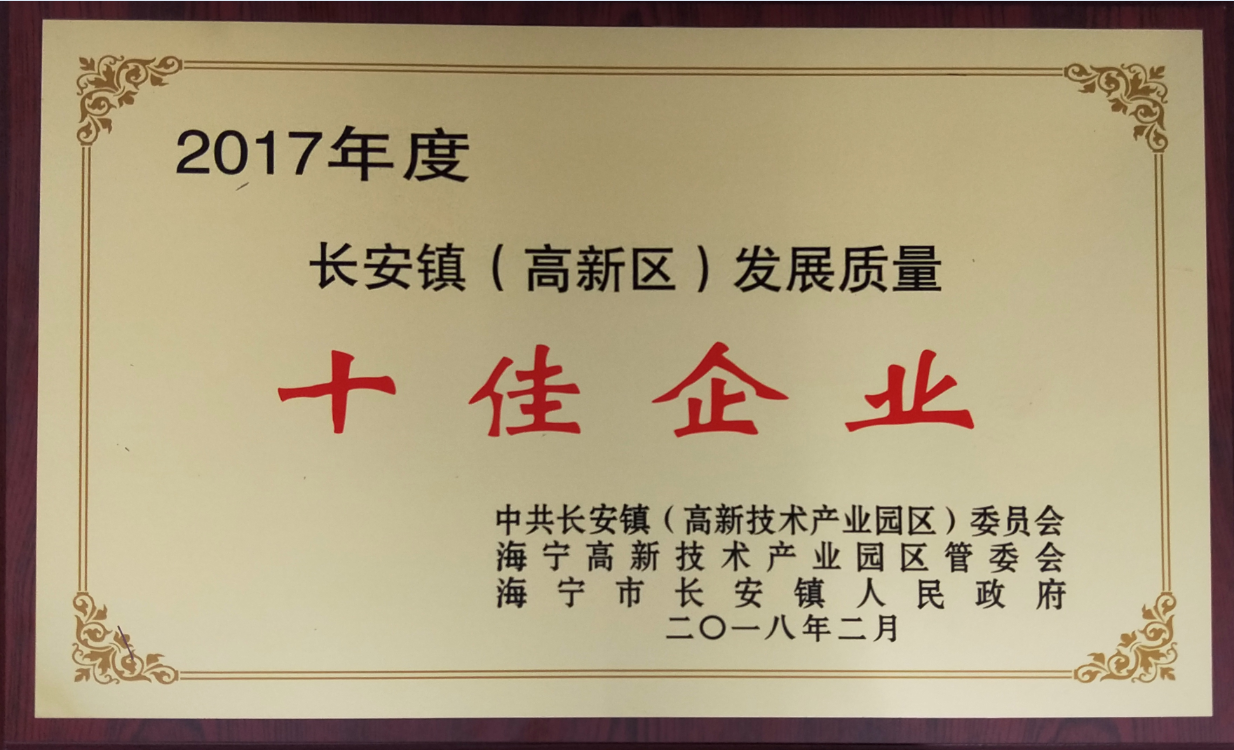 2017年度
长安镇（高新区）发展质量
十佳企业
中共长安镇（高新技术产业园区）委员会
海宁高新技术产业园区管委会
海宁市长安镇人民政府
二〇一八年二月